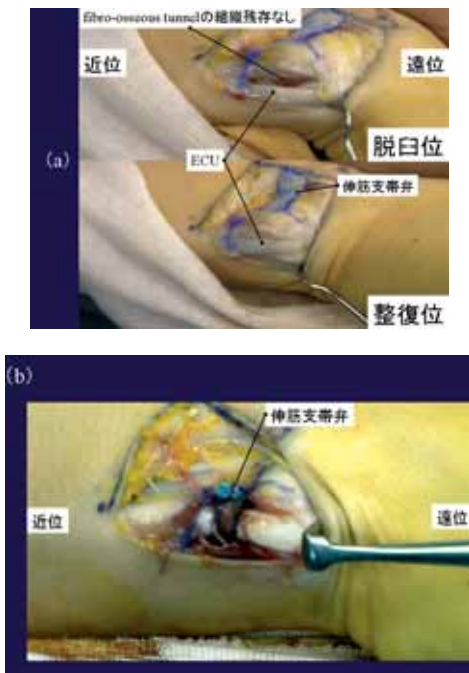 fibro-osseous tunnelの組織残存なし
近位
遠位
脱臼位
(a)
ECU
伸筋支帯弁
整復位
(b)
伸筋支帯弁
近位
遠位